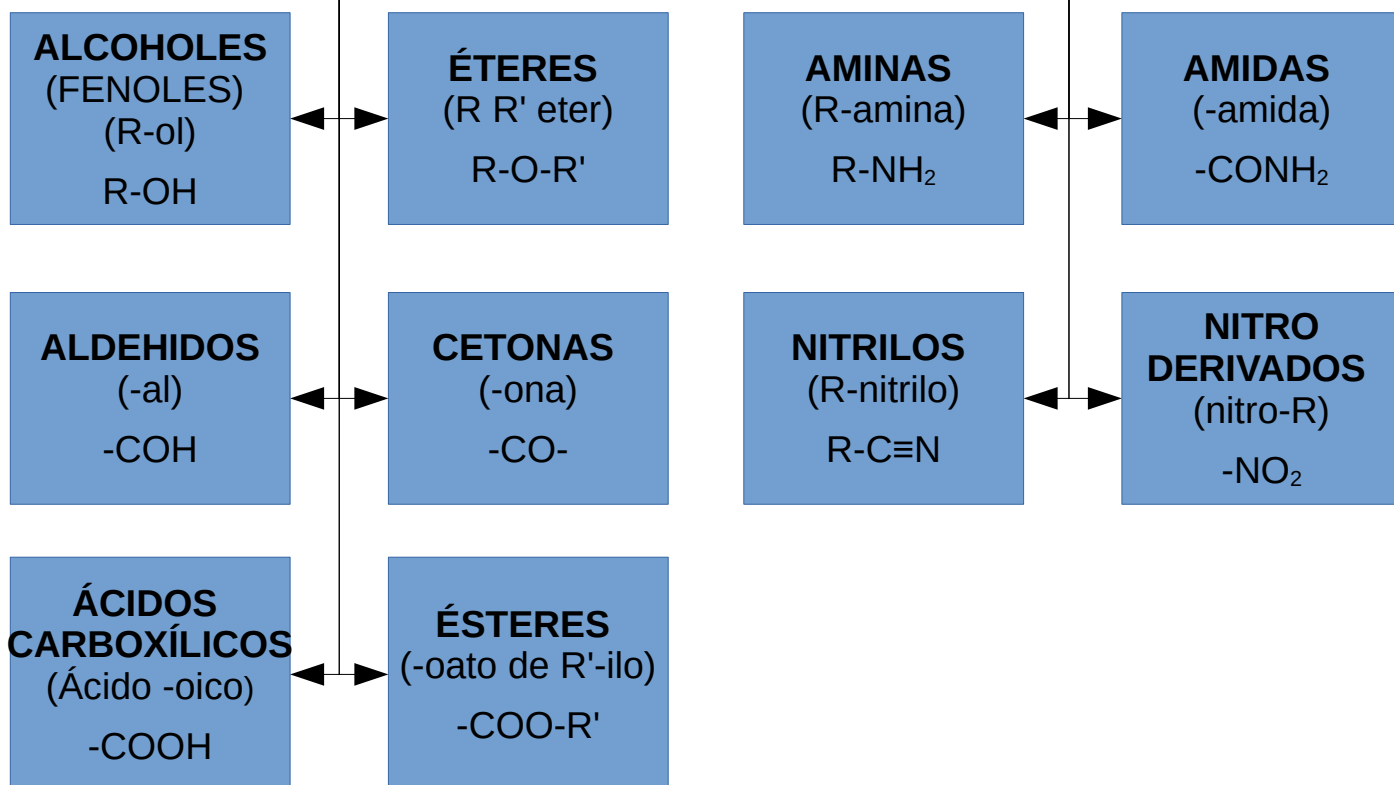 ALCOHOLES
(FENOLES)
(R-ol)
R-OH
ÉTERES
(R R' eter)
R-O-R'
AMINAS
(R-amina)
R-NH₂
AMIDAS
(-amida)
-CONH₂
ALDEHIDOS
(-al)
-COH
CETONAS
(-ona)
-CO-
NITRILOS
(R-nitrilo)
R-C≡N
NITRO
DERIVADOS
(nitro-R)
-NO₂
ÁCIDOS
CARBOXÍLICOS
(Ácido -oico)
-COOH
ÉSTERES
(-oato de R'-ilo)
-COO-R'